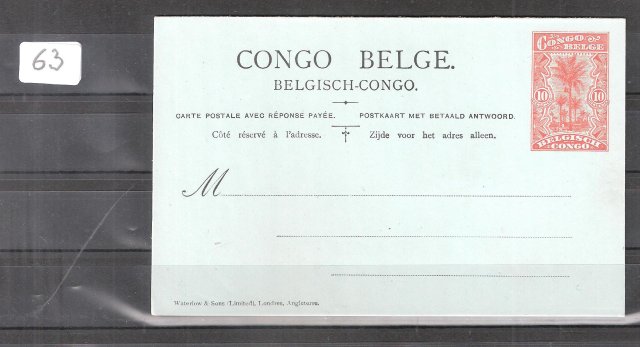 63
CONGO BELGE.
BELGISCH-CONGO.
CARTE POSTALE AVEC RÉPONSE PAYÉE. POSTKAART MET BETAALD ANTWOORD.
Côté réservé à l'adresse. Zijde voor het adres alleen.
M
Waterlow & Sons (Limited), Londres, Angleterre.
CONGO
BELGE
10 10
BELGISCH
CONGO